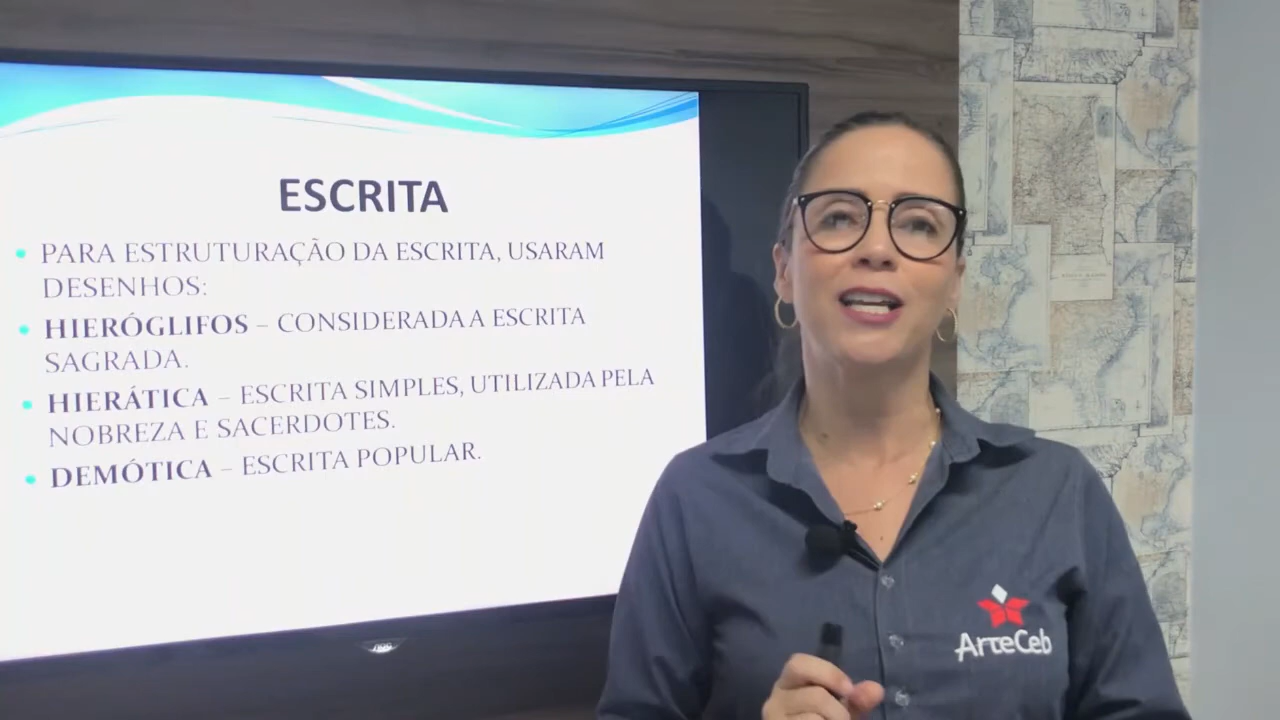 ESCRITA
PARA ESTRUTURAÇÃO DA ESCRITA, USARAM
DESENHOS:
HIERÓGLIFOS – CONSIDERADA A ESCRITA
SAGRADA.
HIERÁTICA – ESCRITA SIMPLES, UTILIZADA PELA
NOBREZA E SACERDOTES.
DEMÓTICA – ESCRITA POPULAR.
ArteCeb